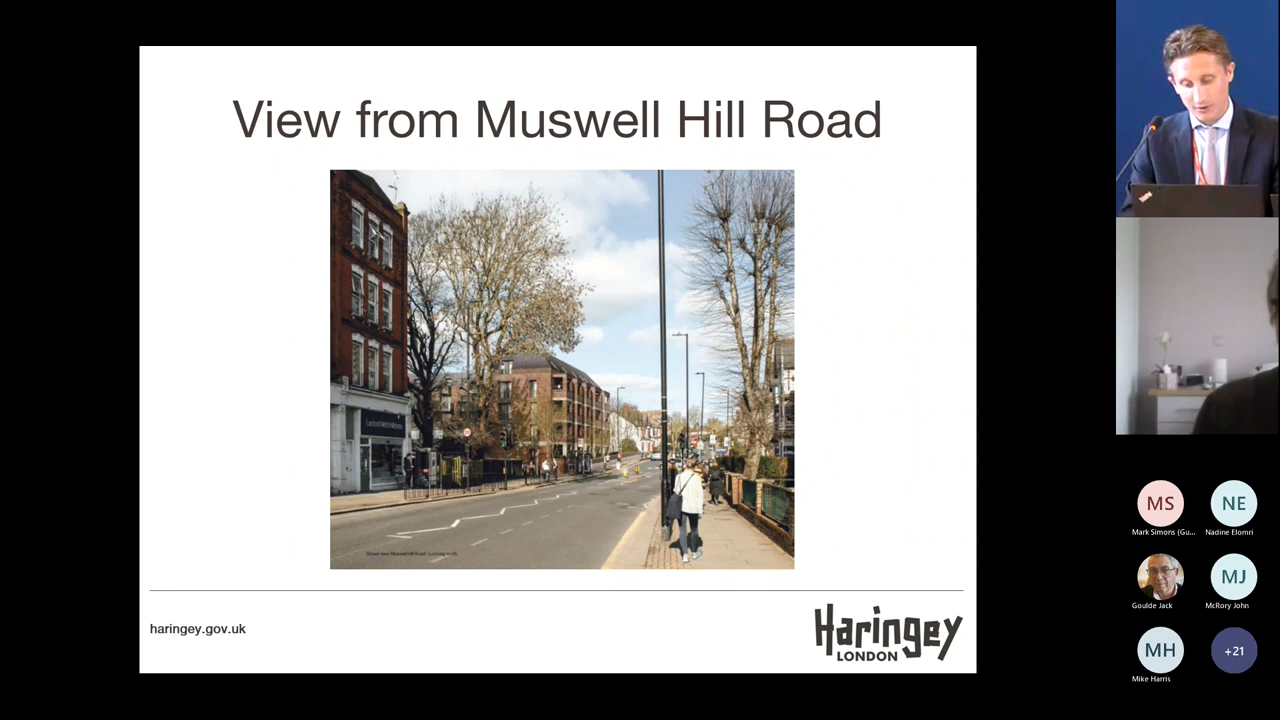 View from Muswell Hill Road
haringey.gov.uk
Haringey
LONDON
MS
NE
Mark Simons (Gu...
Nadine Elomri
Goulde Jack
MJ
McRory John
MH
+21
Mike Harris